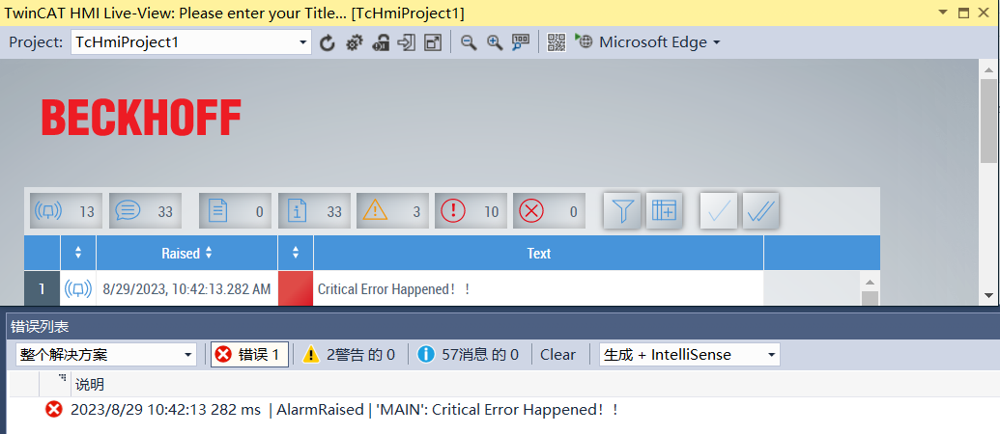 TwinCAT HMI Live-View: Please enter your Title... [TcHmiProject1]
Project: TcHmiProject1 100 Microsoft Edge
BECKHOFF
13 33 0 33 3 10 0
Raised Text
1 8/29/2023, 10:42:13.282 AM Critical Error Happened！！
错误列表
整个解决方案 错误 1 2警告 的 0 57消息 的 0 Clear 生成 + IntelliSense
说明
2023/8/29 10:42:13 282 ms | AlarmRaised | 'MAIN': Critical Error Happened！！